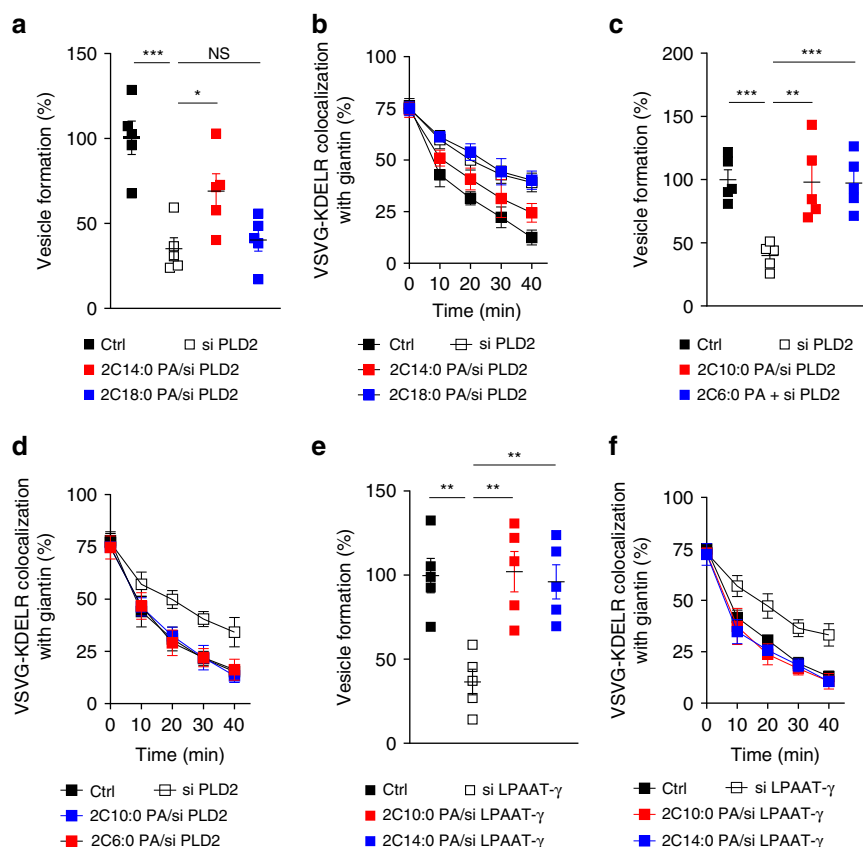 a
Vesicle formation (%)
150
100
50
0
***
NS
*
Ctrl
si PLD2
2C14:0 PA/si PLD2
2C18:0 PA/si PLD2
b
VSVG-KDELR colocalization
with giantin (%)
100
75
50
25
0
0 10 20 30 40
Time (min)
Ctrl
si PLD2
2C14:0 PA/si PLD2
2C18:0 PA/si PLD2
c
Vesicle formation (%)
200
150
100
50
0
***
*** **
Ctrl
si PLD2
2C10:0 PA/si PLD2
2C6:0 PA + si PLD2
d
VSVG-KDELR colocalization
with giantin (%)
100
75
50
25
0
0 10 20 30 40
Time (min)
Ctrl
si PLD2
2C10:0 PA/si PLD2
2C6:0 PA/si PLD2
e
Vesicle formation (%)
150
100
50
0
**
** **
Ctrl
si LPAAT-γ
2C10:0 PA/si LPAAT-γ
2C14:0 PA/si LPAAT-γ
f
VSVG-KDELR colocalization
with giantin (%)
100
75
50
25
0
0 10 20 30 40
Time (min)
Ctrl
si LPAAT-γ
2C10:0 PA/si LPAAT-γ
2C14:0 PA/si LPAAT-γ